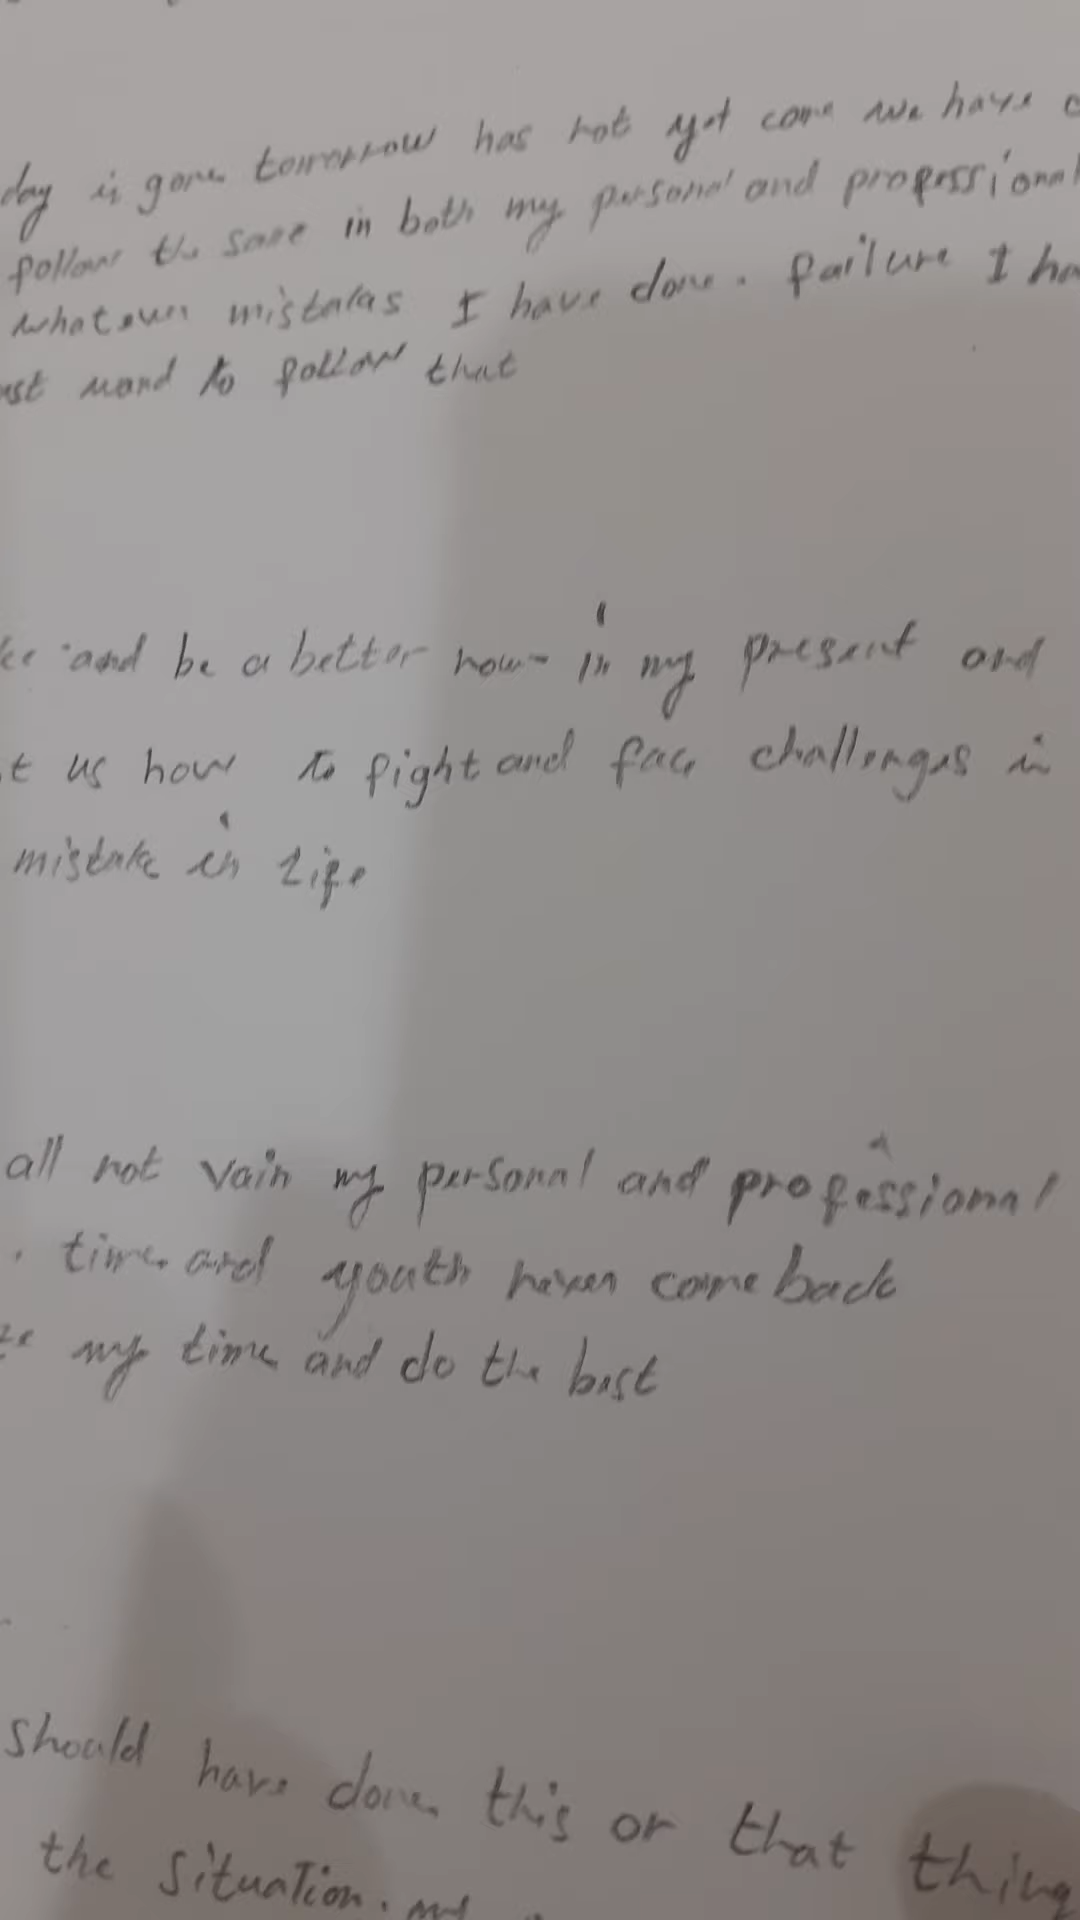 day is gone tomorrow has not yet come we have
follow the same in both my personal and professional
whatever mistakes I have done. failure I
to follow that
and be a better now in my present and
us how to fight and face challenges in
mistake in life
all not vain my personal and professional
time and youth never come back
my time and do the best
should have done this or that thing
the situation. my